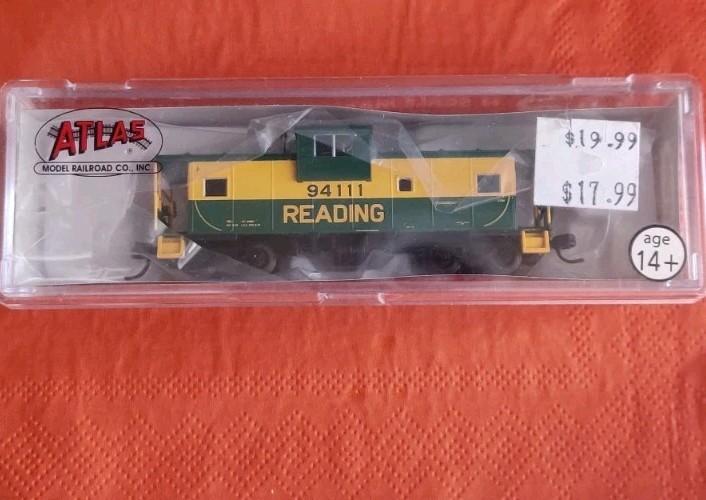 ATLAS
MODEL RAILROAD CO., INC
94111
READING
$19.99
$17.99
age
14+